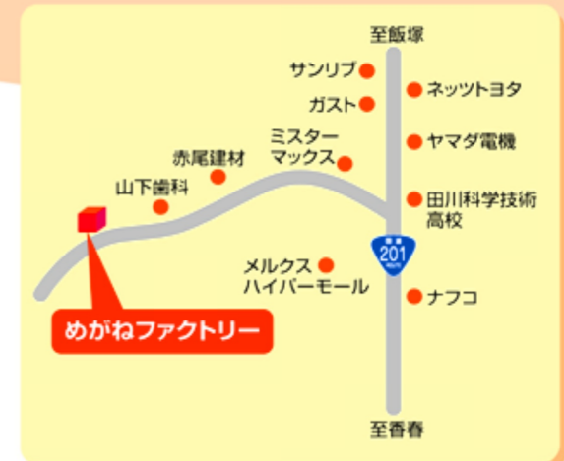 至飯塚
サンリブ
ネッツトヨタ
ガスト
ミスター
マックス
ヤマダ電機
赤尾建材
山下歯科
田川科学技術
高校
国道
201
ROUTE
メルクス
ハイパーモール
ナフコ
めがねファクトリー
至香春